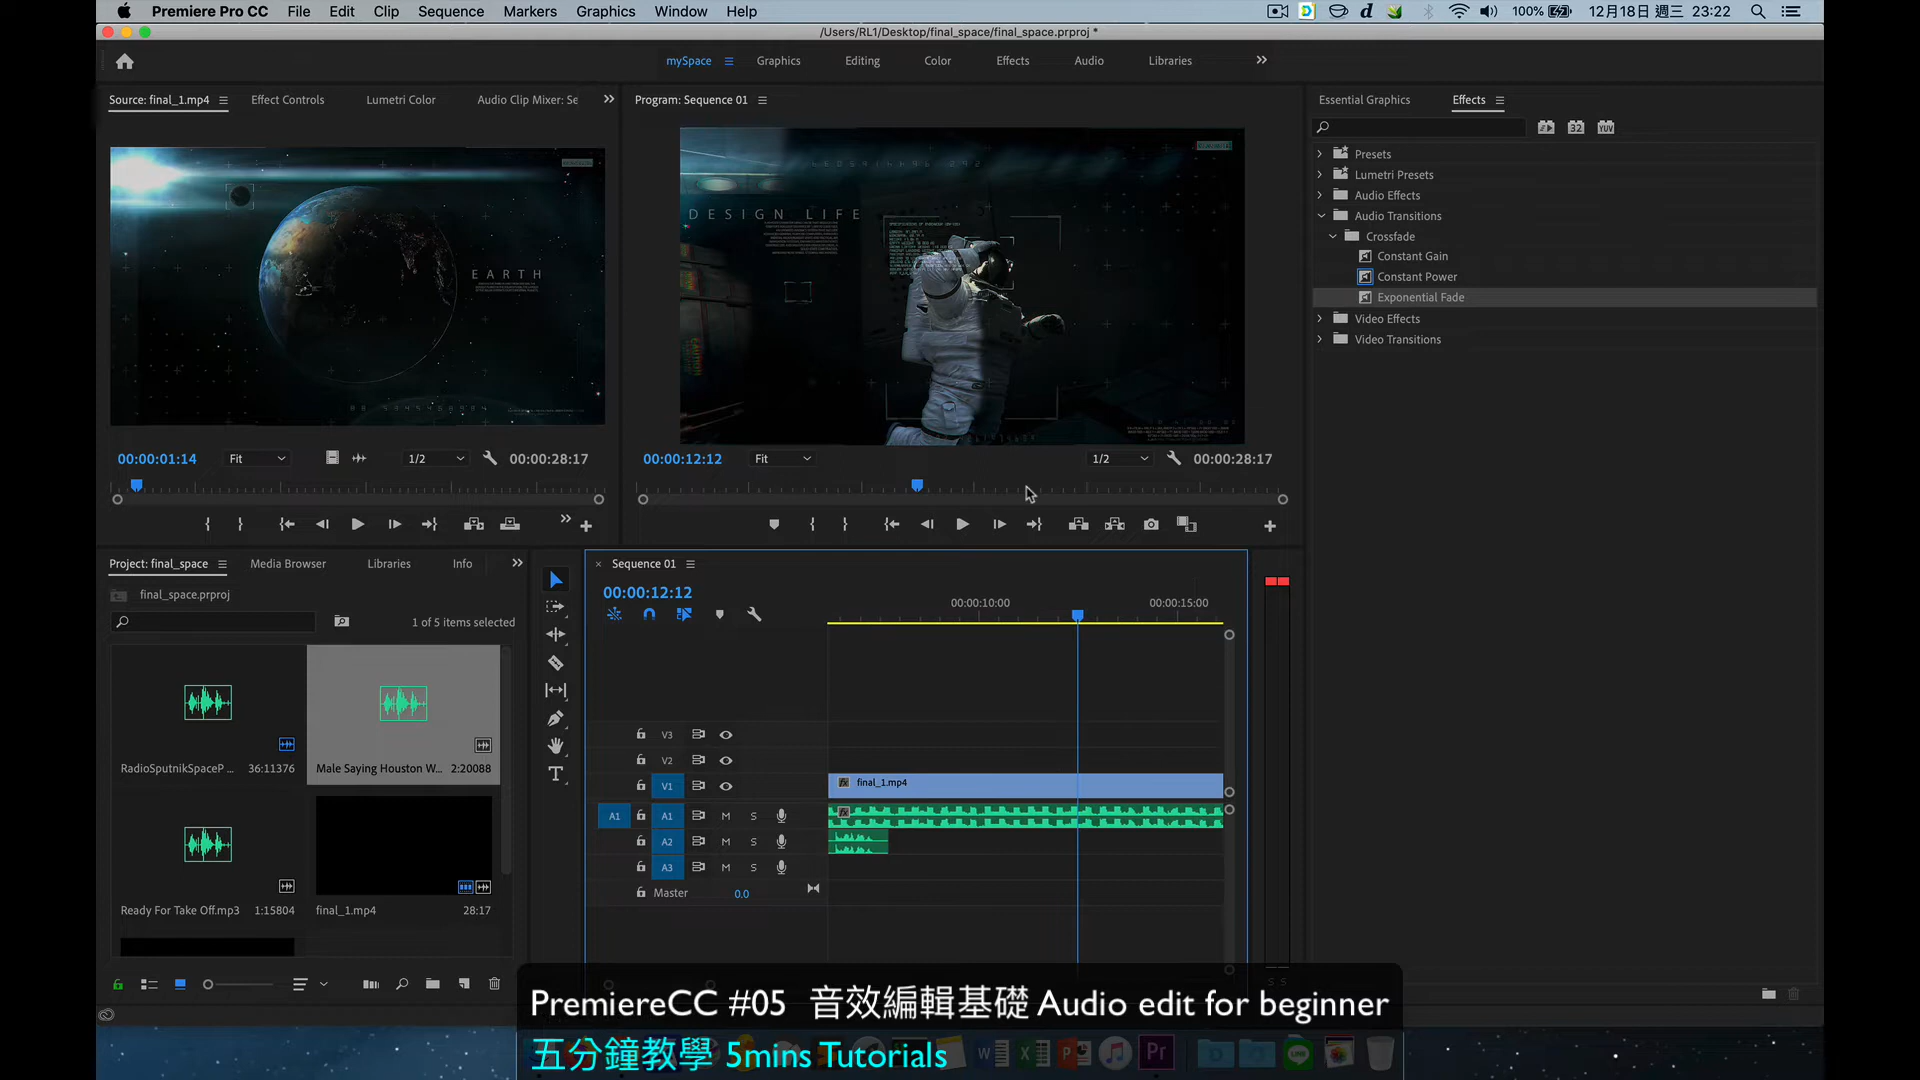 Premiere Pro CC File Edit Clip Sequence Markers Graphics Window Help 100% 12月18日 週三 23:22
/Users/RL1/Desktop/final_space/final_space.prproj *
mySpace Graphics Editing Color Effects Audio Libraries
Source: final_1.mp4 Effect Controls Lumetri Color Audio Clip Mixer: Se
Program: Sequence 01
Essential Graphics Effects
32 YUV
Presets
Lumetri Presets
Audio Effects
Audio Transitions
Crossfade
Constant Gain
Constant Power
Exponential Fade
Video Effects
Video Transitions
EARTH
DESIGN LIFE
00:00:01:14 Fit 1/2 00:00:28:17
00:00:12:12 Fit 1/2 00:00:28:17
Project: final_space Media Browser Libraries Info
final_space.prproj
1 of 5 items selected
RadioSputnikSpaceP ... 36:11376
Male Saying Houston W... 2:20088
Ready For Take Off.mp3 1:15804
final_1.mp4 28:17
Sequence 01
00:00:12:12
00:00:10:00 00:00:15:00
V3
V2
V1
final_1.mp4
A1 A1 M S
A2 M S
A3 M S
Master 0.0
S S
PremiereCC #05 音效編輯基礎 Audio edit for beginner
五分鐘教學 5mins Tutorials